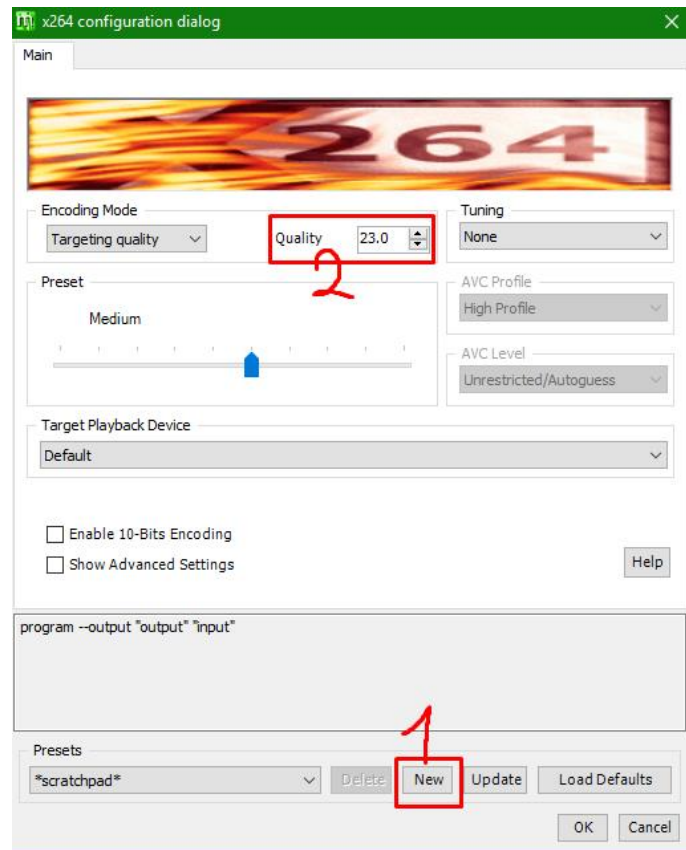 x264 configuration dialog
Main
264
Encoding Mode
Targeting quality
Quality 23.0
2
Tuning
None
Preset
Medium
AVC Profile
High Profile
AVC Level
Unrestricted/Autoguess
Target Playback Device
Default
Enable 10-Bits Encoding
Show Advanced Settings
Help
program --output "output" "input"
1
Presets
*scratchpad* Delete New Update Load Defaults
OK Cancel